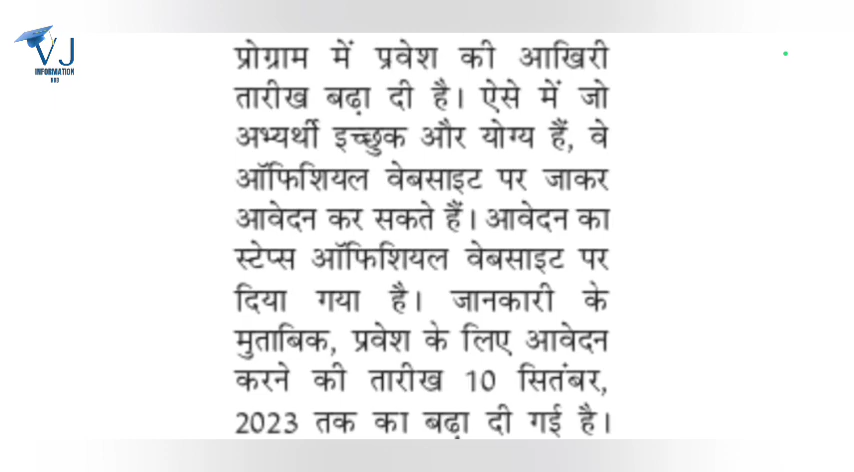 VJ
INFORMATION
प्रोग्राम में प्रवेश की आखिरी
तारीख बढ़ा दी है। ऐसे में जो
अभ्यर्थी इच्छुक और योग्य हैं, वे
ऑफिशियल वेबसाइट पर जाकर
आवेदन कर सकते हैं। आवेदन का
स्टेप्स ऑफिशियल वेबसाइट पर
दिया गया है। जानकारी के
मुताबिक, प्रवेश के लिए आवेदन
करने की तारीख 10 सितंबर,
2023 तक का बढ़ा दी गई है।